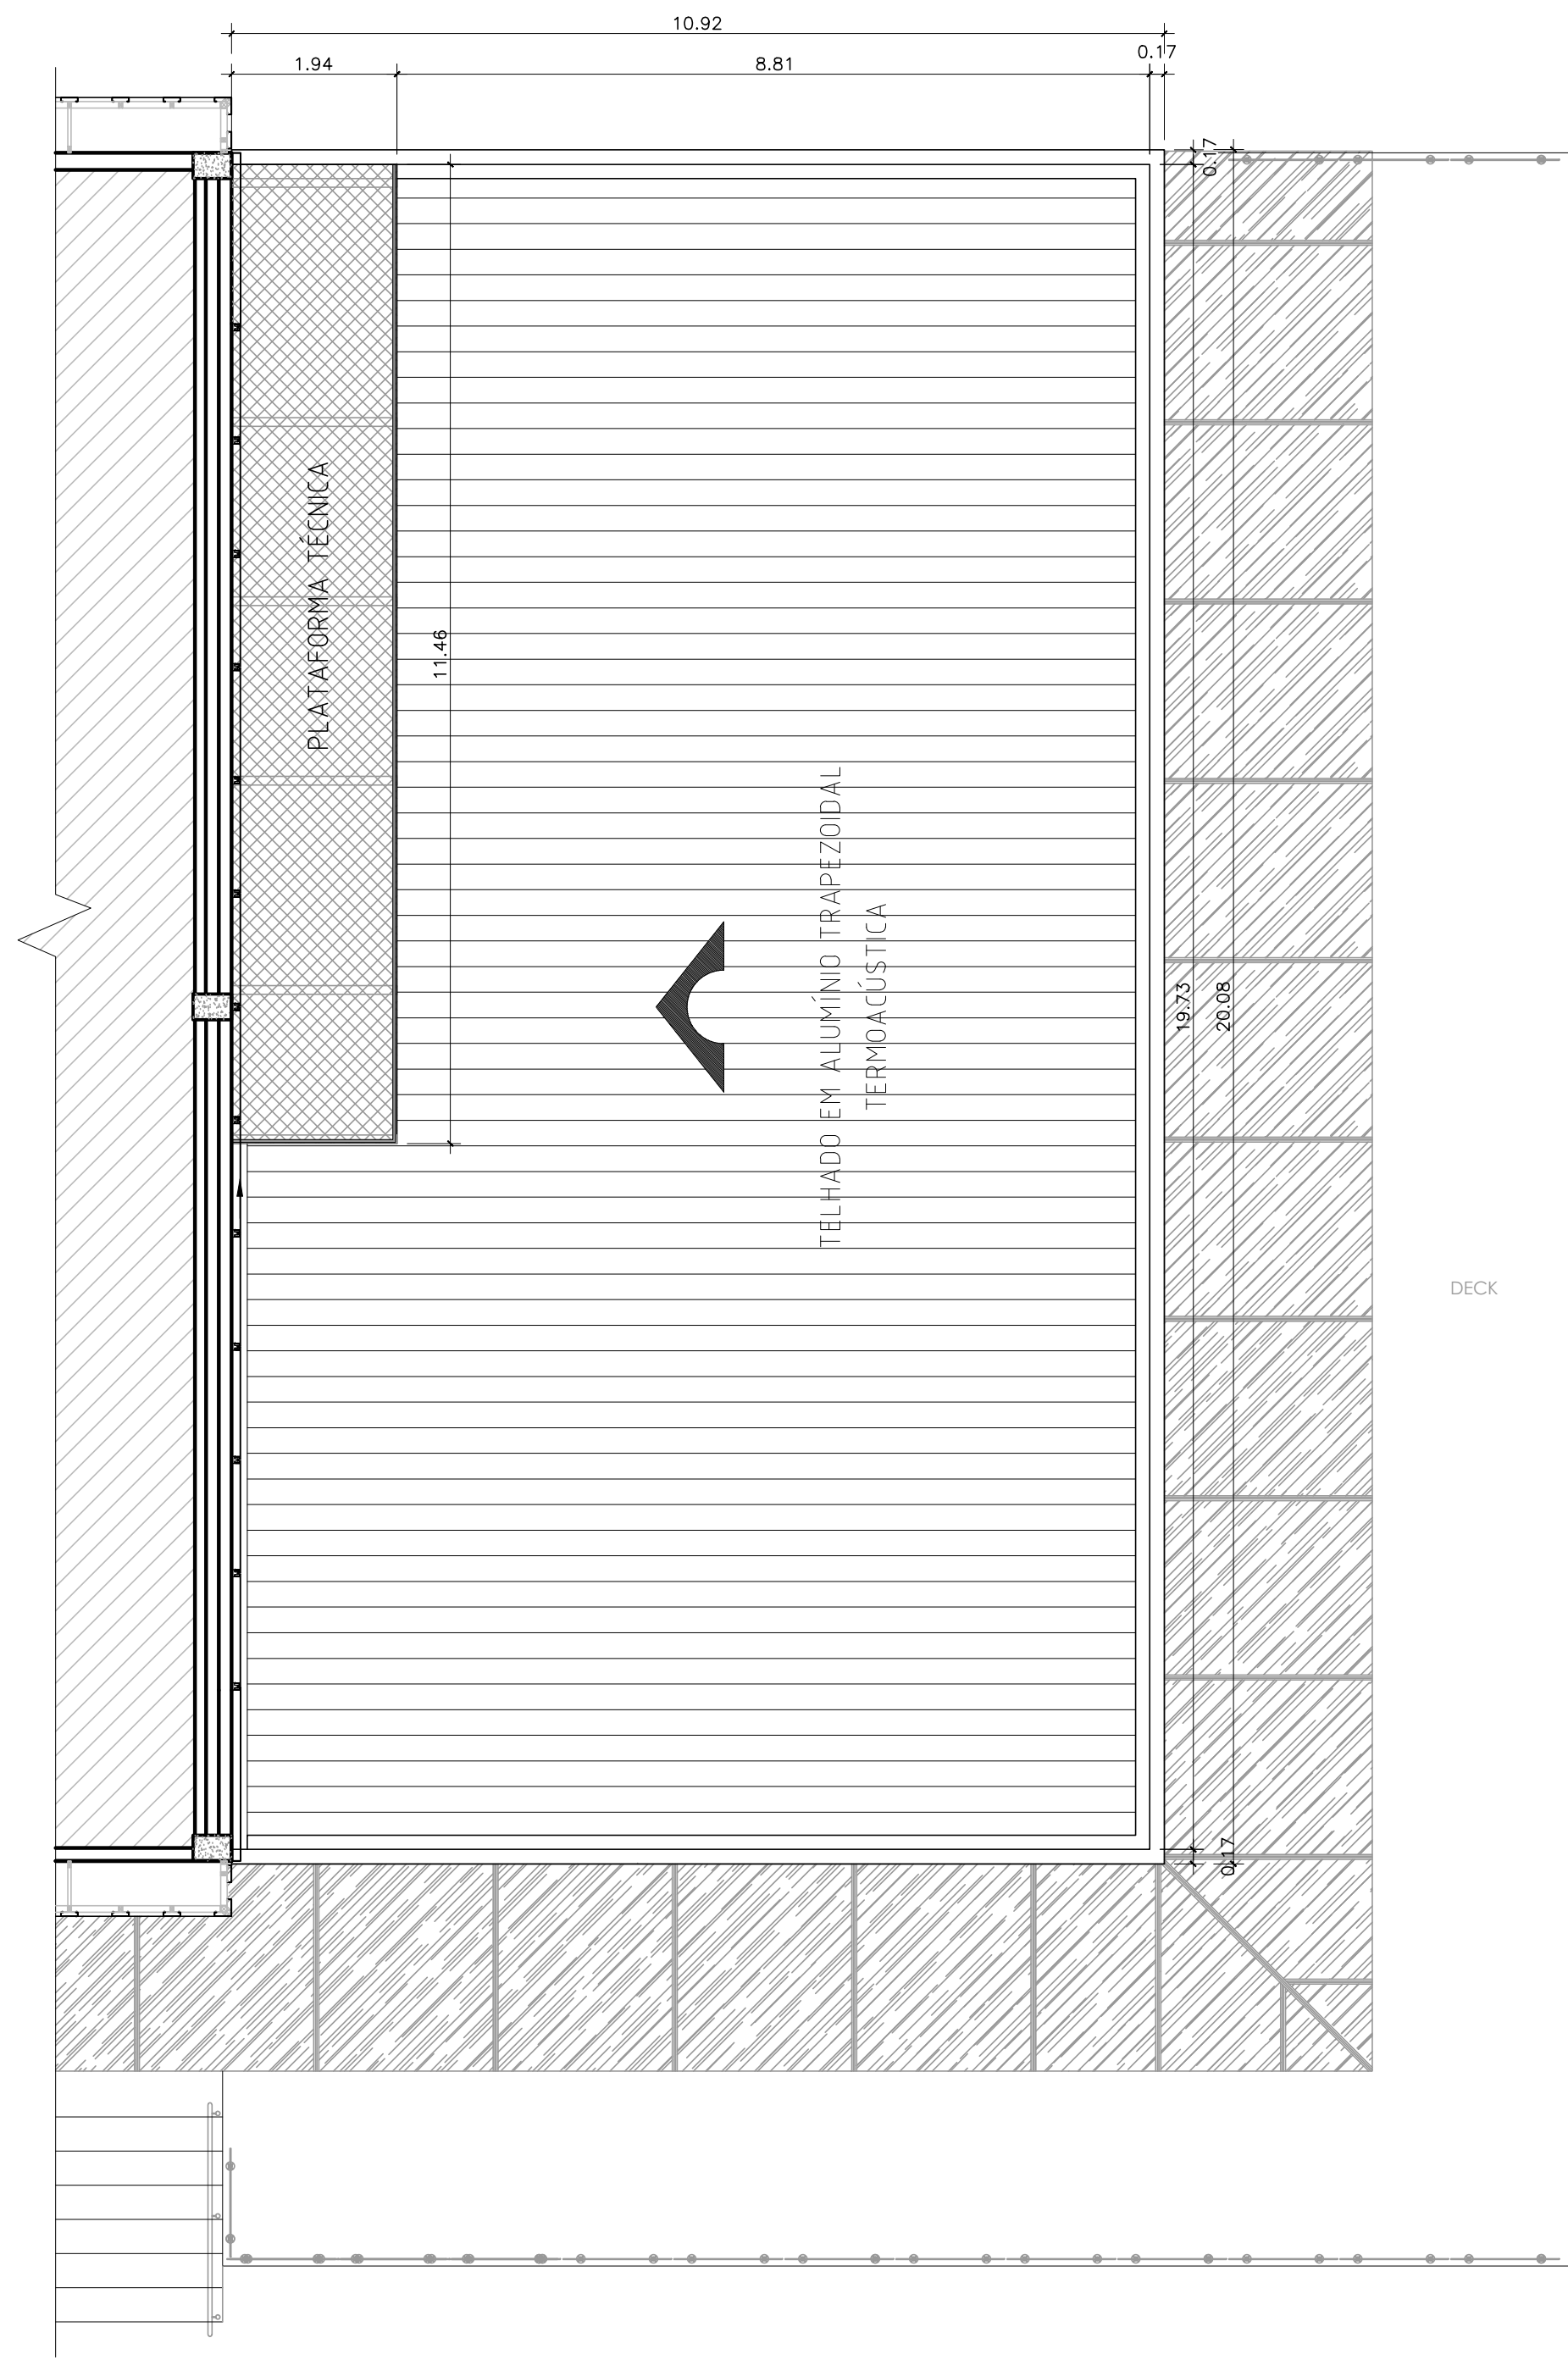 10.92
1.94
8.81
0.17
0.17
PLATAFORMA TÉCNICA
11.46
TELHADO EM ALUMÍNIO TRAPEZOIDAL
TERMOACÚSTICA
19.73
20.08
DECK
0.17